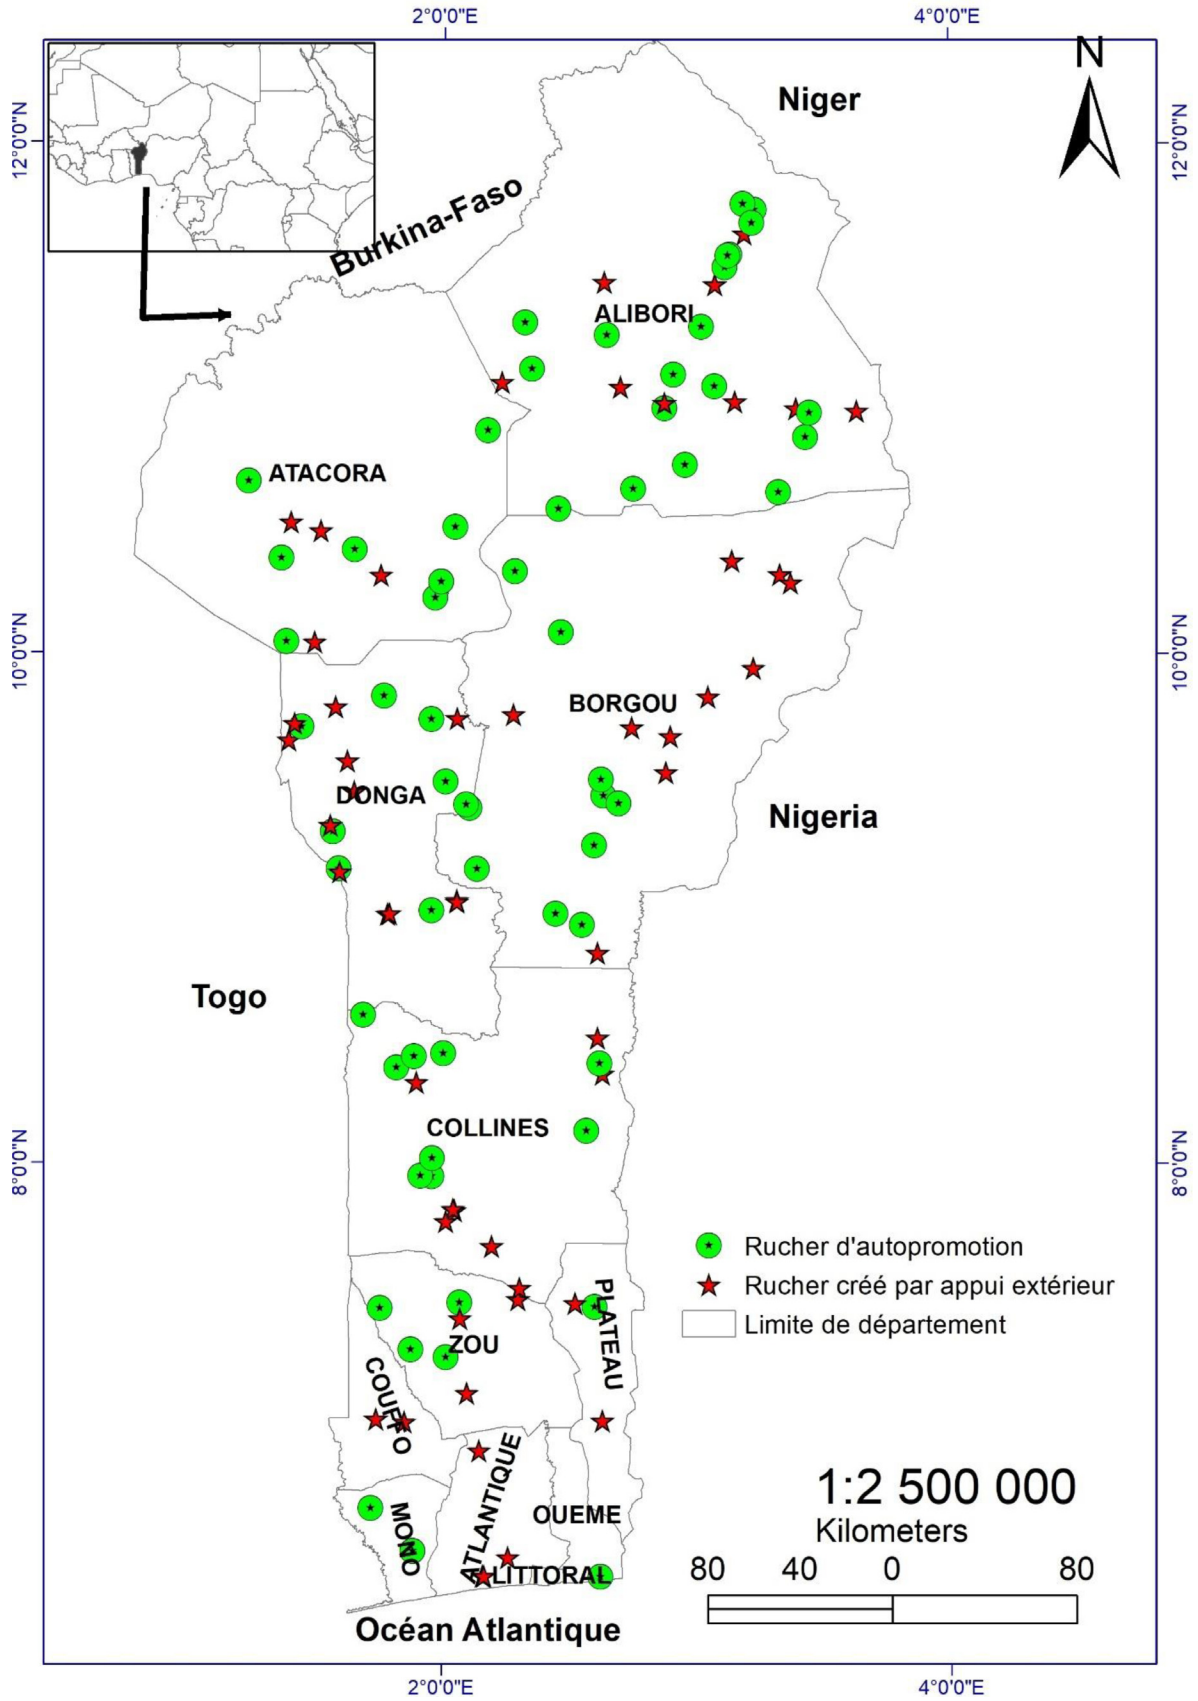 2°0'0"E
4°0'0"E
N
Niger
12°0'0"N
12°0'0"N
Burkina-Faso
ALIBORI
ATACORA
10°0'0"N
10°0'0"N
BORGOU
DONGA
Nigeria
Togo
COLLINES
8°0'0"N
8°0'0"N
Rucher d'autopromotion
Rucher créé par appui extérieur
Limite de département
PLATEAU
ZOU
COUFFO
ATLANTIQUE
MONO
OUEME
LITTORAL
1:2 500 000
Kilometers
80 40 0 80
Océan Atlantique
2°0'0"E
4°0'0"E